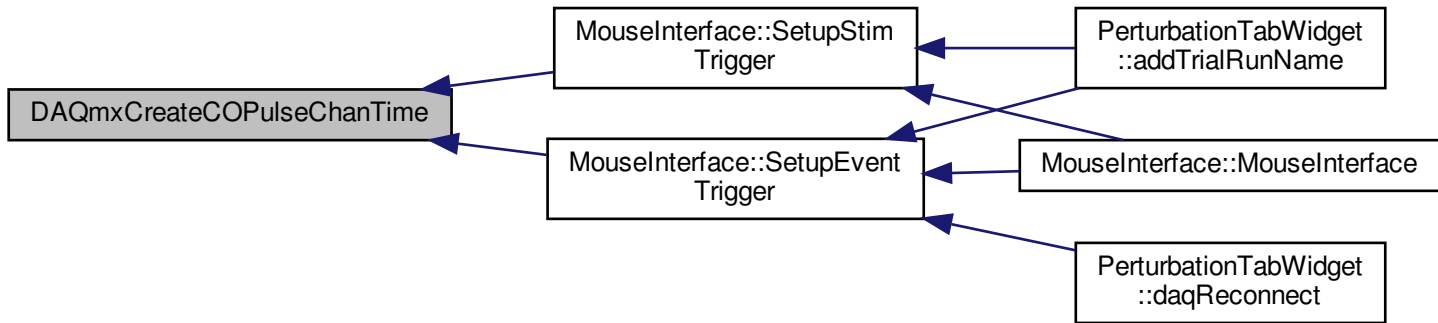 DAQmxCreateCOPulseChanTime
MouseInterface::SetupStim
Trigger
MouseInterface::SetupEvent
Trigger
PerturbationTabWidget
::addTrialRunName
MouseInterface::MouseInterface
PerturbationTabWidget
::daqReconnect